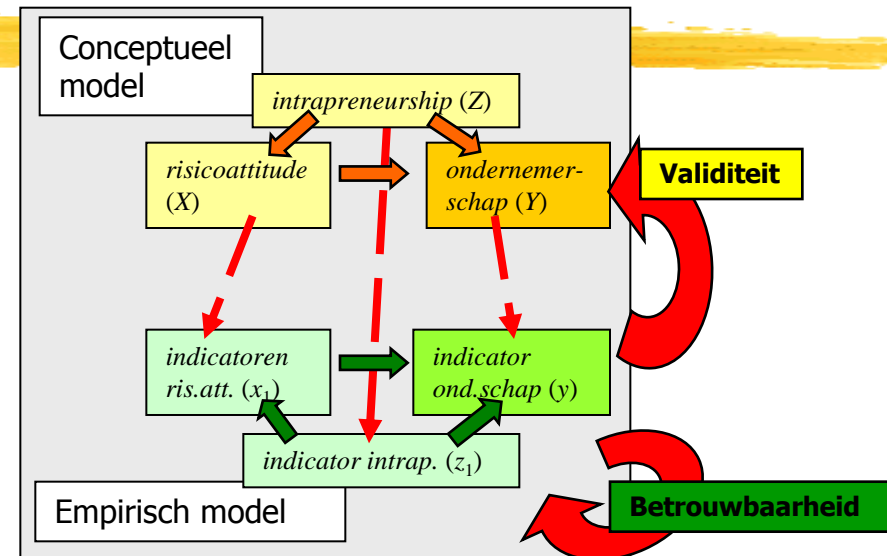 Conceptueel
model
intrapreneurship (Z)
risicoattitude
(X)
ondernemer-
schap (Y)
Validiteit
indicatoren
ris.att. (x₁)
indicator
ond.schap (y)
indicator intrap. (z₁)
Empirisch model
Betrouwbaarheid